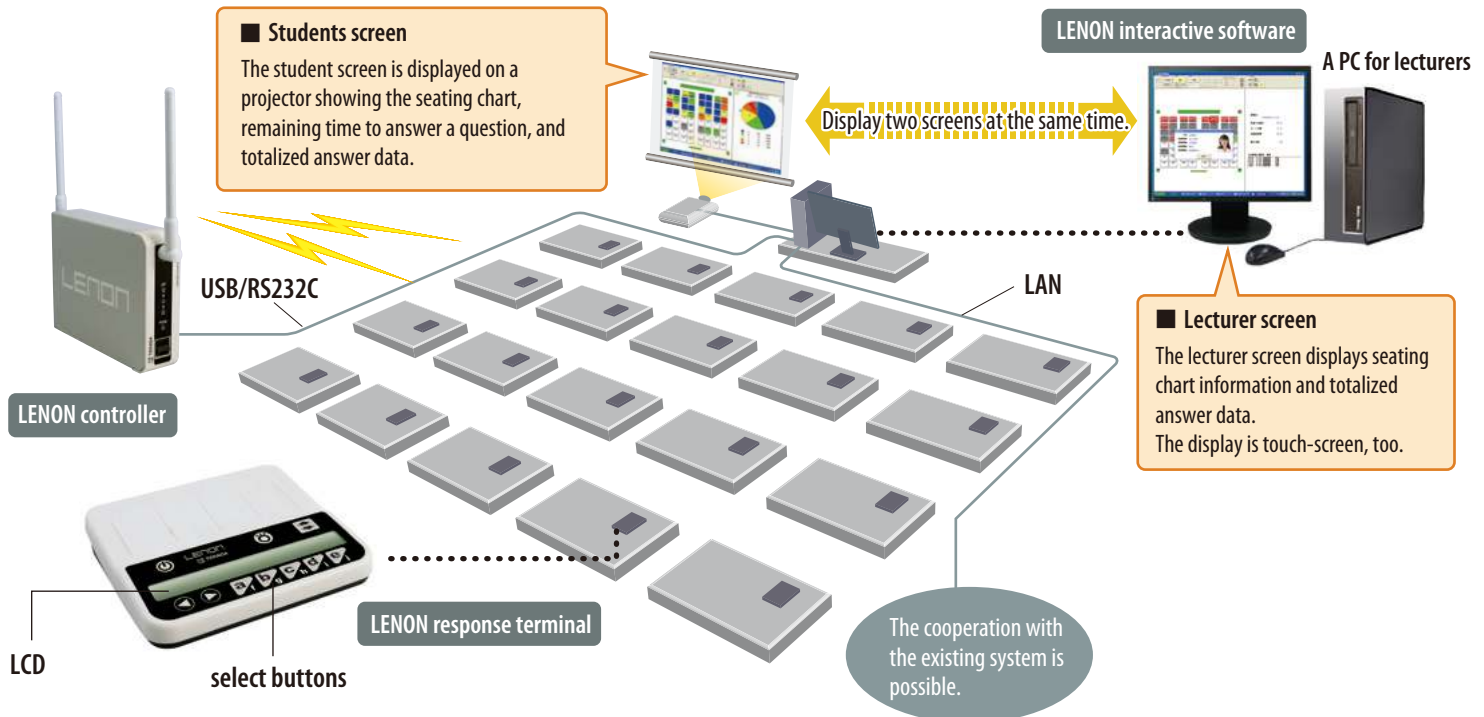 ■ Students screen
The student screen is displayed on a
projector showing the seating chart,
remaining time to answer a question, and
totalized answer data.
LENON interactive software
A PC for lecturers
Display two screens at the same time.
LENON
USB/RS232C
LAN
■ Lecturer screen
The lecturer screen displays seating
chart information and totalized
answer data.
The display is touch-screen, too.
LENON controller
LENON
a b c d e
f g h i j
LENON response terminal
LCD
select buttons
The cooperation with
the existing system is
possible.